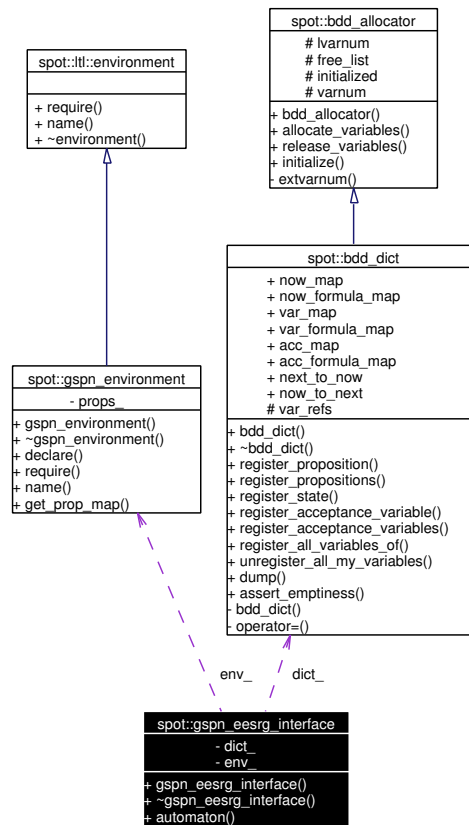 spot::ltl::environment
+ require()
+ name()
+ ~environment()
spot::bdd_allocator
# lvarnum
# free_list
# initialized
# varnum
+ bdd_allocator()
+ allocate_variables()
+ release_variables()
+ initialize()
- extvarnum()
spot::gspn_environment
- props_
+ gspn_environment()
+ ~gspn_environment()
+ declare()
+ require()
+ name()
+ get_prop_map()
spot::bdd_dict
+ now_map
+ now_formula_map
+ var_map
+ var_formula_map
+ acc_map
+ acc_formula_map
+ next_to_now
+ now_to_next
# var_refs
+ bdd_dict()
+ ~bdd_dict()
+ register_proposition()
+ register_propositions()
+ register_state()
+ register_acceptance_variable()
+ register_acceptance_variables()
+ register_all_variables_of()
+ unregister_all_my_variables()
+ dump()
+ assert_emptiness()
- bdd_dict()
- operator=()
env_
dict_
spot::gspn_eesrg_interface
- dict_
- env_
+ gspn_eesrg_interface()
+ ~gspn_eesrg_interface()
+ automaton()